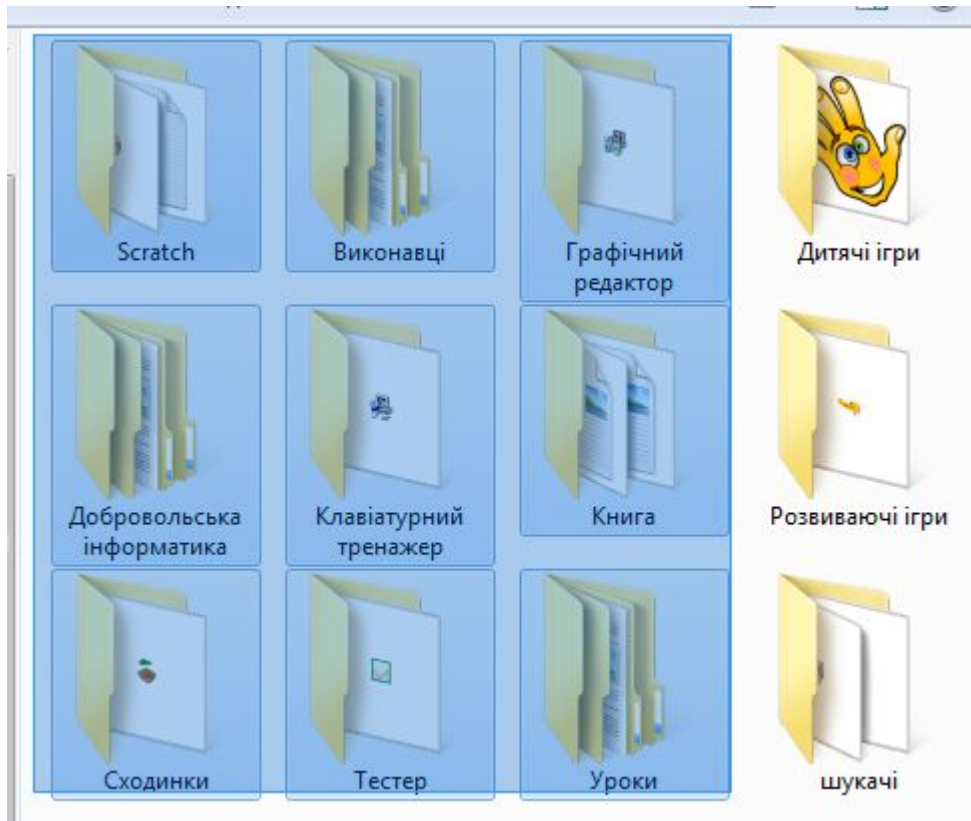 Scratch
Виконавці
Графічний
редактор
Дитячі ігри
Добровольська
інформатика
Клавіатурний
тренажер
Книга
Розвиваючі ігри
Сходинки
Тестер
Уроки
шукачі